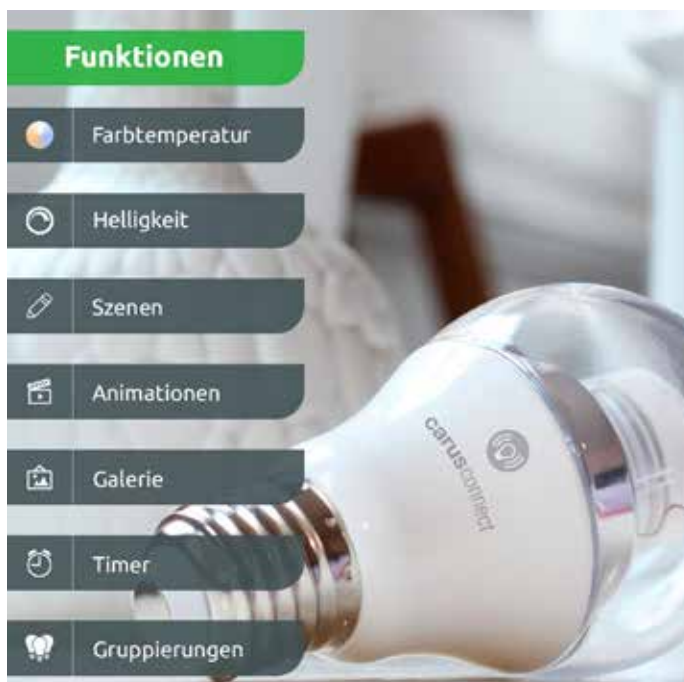 Funktionen
Farbtemperatur
Helligkeit
Szenen
Animationen
Galerie
Timer
Gruppierungen
carusconnect